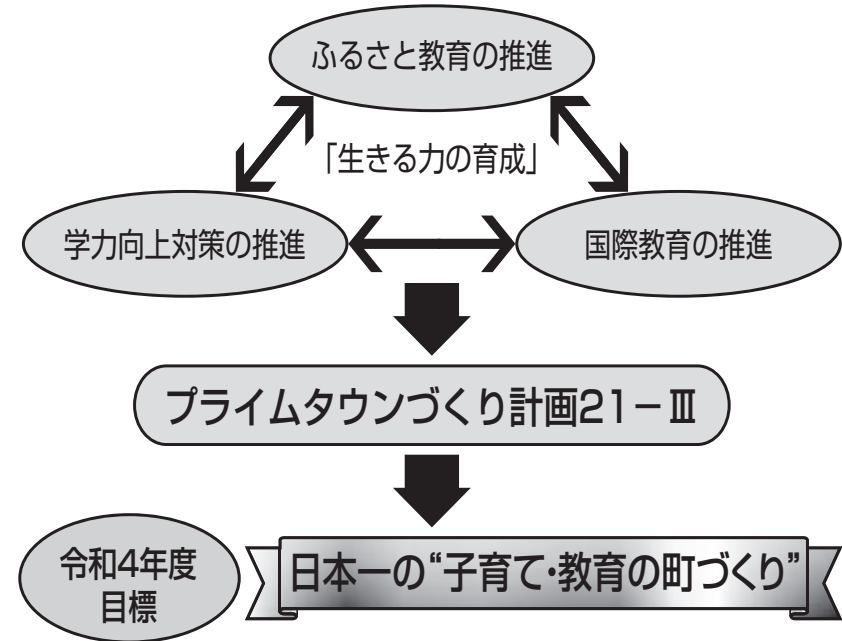 ふるさと教育の推進
「生きる力の育成」
学力向上対策の推進
国際教育の推進
プライムタウンづくり計画21−Ⅲ
令和4年度
目標
日本一の“子育て・教育の町づくり”